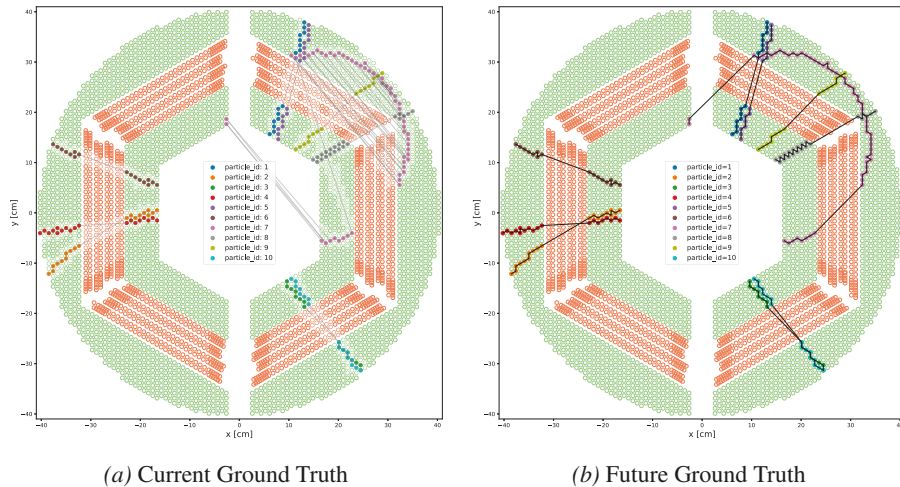 40
30
20
10
0
−10
−20
−30
−40
y [cm]
−40 −30 −20 −10 0 10 20 30 40
x [cm]
particle_id: 1
particle_id: 2
particle_id: 3
particle_id: 4
particle_id: 5
particle_id: 6
particle_id: 7
particle_id: 8
particle_id: 9
particle_id: 10
(a) Current Ground Truth
40
30
20
10
0
−10
−20
−30
−40
y [cm]
−40 −30 −20 −10 0 10 20 30 40
x [cm]
particle_id=1
particle_id=2
particle_id=3
particle_id=4
particle_id=5
particle_id=6
particle_id=7
particle_id=8
particle_id=9
particle_id=10
(b) Future Ground Truth